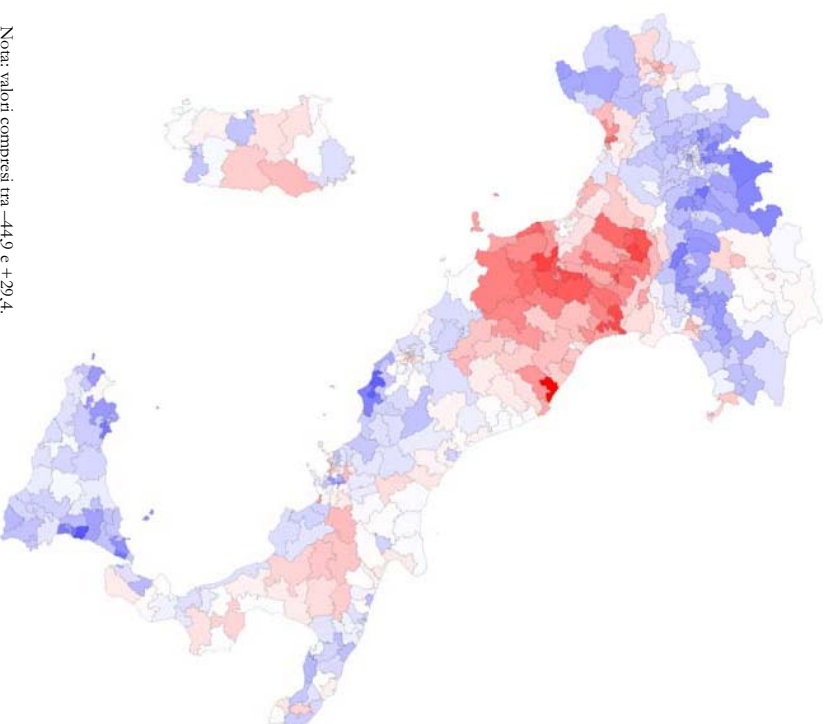 Nota: valori compresi tra –44,9 e +29,4.